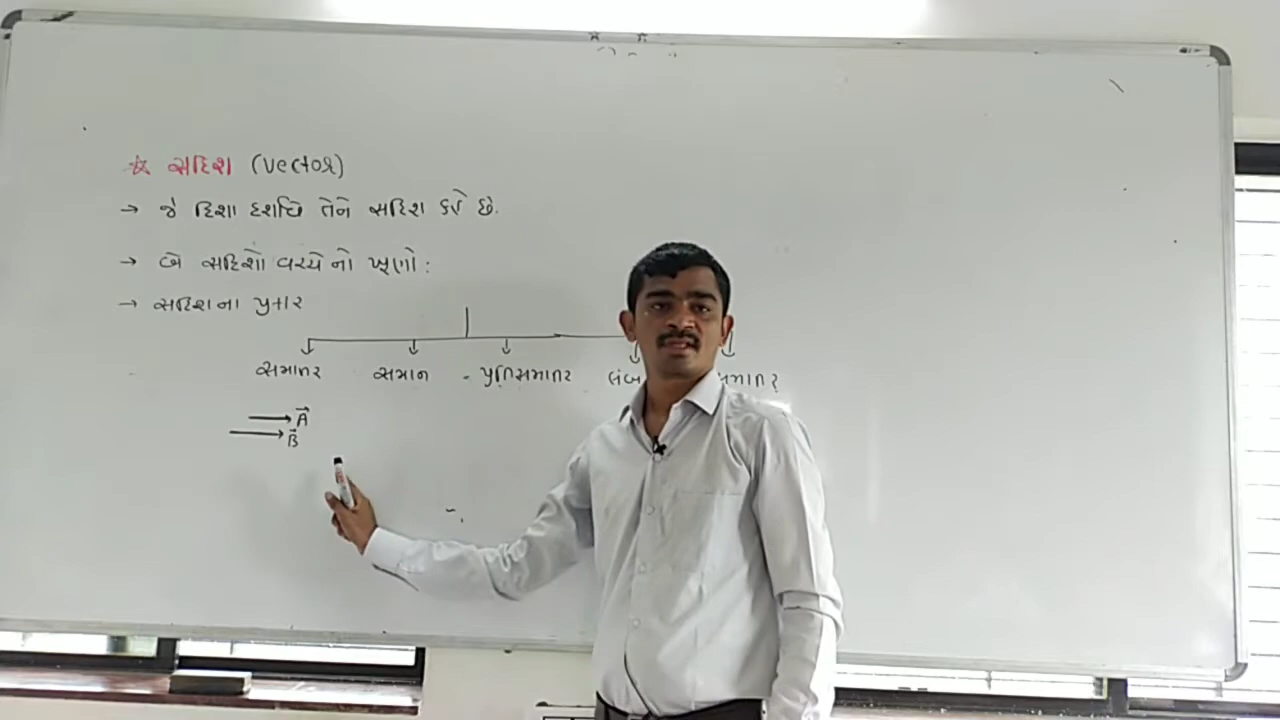 ☆ સદિશ (Vector)
→ જે દિશા દર્શાવે તેને સદિશ કહે છે.
→ બે સદિશો વચ્ચે નો ખૂણો :
→ સદિશના પ્રકાર
સમાંતર સમાન પ્રતિસમાંતર લંબ
A⃗
B⃗